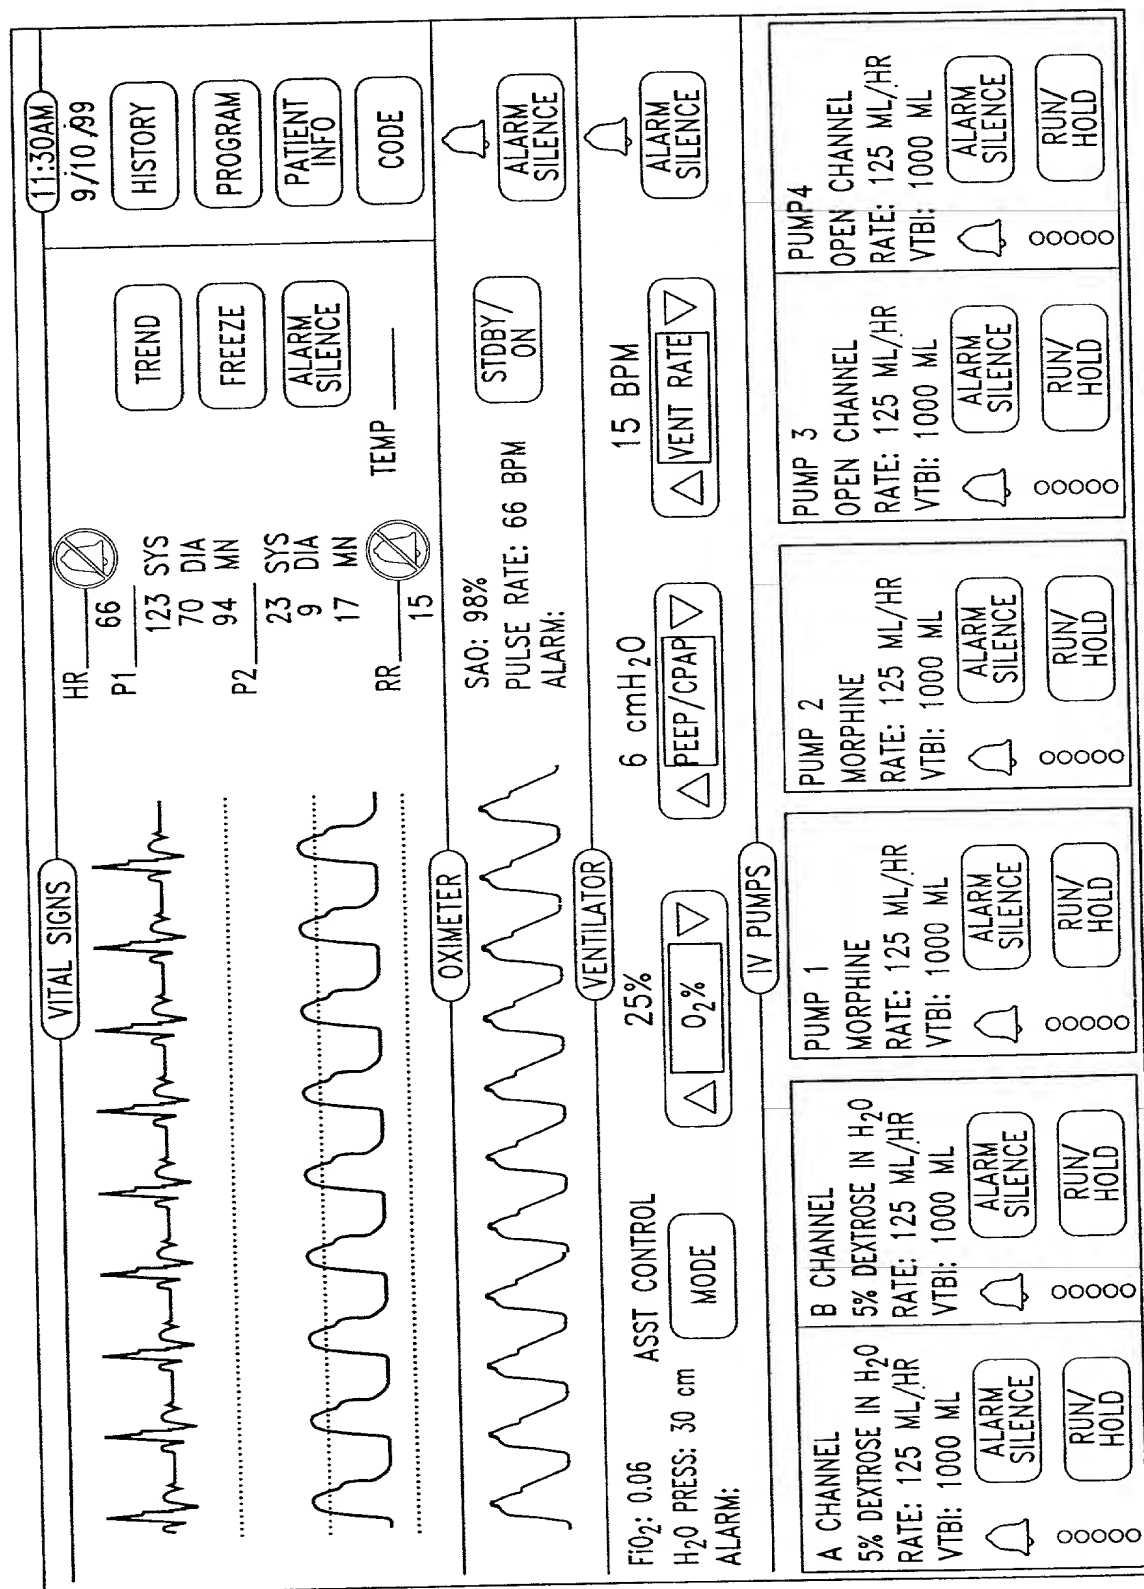 11:30AM
9/10/99
VITAL SIGNS
HR
66
P1
123 SYS
70 DIA
94 MN
P2
23 SYS
9 DIA
17 MN
RR
15
TEMP
TREND
FREEZE
ALARM
SILENCE
HISTORY
PROGRAM
PATIENT
INFO
CODE
OXIMETER
SAO: 98%
PULSE RATE: 66 BPM
ALARM:
STDBY/
ON
ALARM
SILENCE
VENTILATOR
FiO₂: 0.06
H₂O PRESS: 30 cm
ALARM:
ASST CONTROL
MODE
25%
O₂%
6 cmH₂O
PEEP/CPAP
15 BPM
VENT RATE
ALARM
SILENCE
IV PUMPS
A CHANNEL
5% DEXTROSE IN H₂O
RATE: 125 ML/HR
VTBI: 1000 ML
ALARM
SILENCE
RUN/
HOLD
B CHANNEL
5% DEXTROSE IN H₂O
RATE: 125 ML/HR
VTBI: 1000 ML
ALARM
SILENCE
RUN/
HOLD
PUMP 1
MORPHINE
RATE: 125 ML/HR
VTBI: 1000 ML
ALARM
SILENCE
RUN/
HOLD
PUMP 2
MORPHINE
RATE: 125 ML/HR
VTBI: 1000 ML
ALARM
SILENCE
RUN/
HOLD
PUMP 3
OPEN CHANNEL
RATE: 125 ML/HR
VTBI: 1000 ML
ALARM
SILENCE
RUN/
HOLD
PUMP4
OPEN CHANNEL
RATE: 125 ML/HR
VTBI: 1000 ML
ALARM
SILENCE
RUN/
HOLD